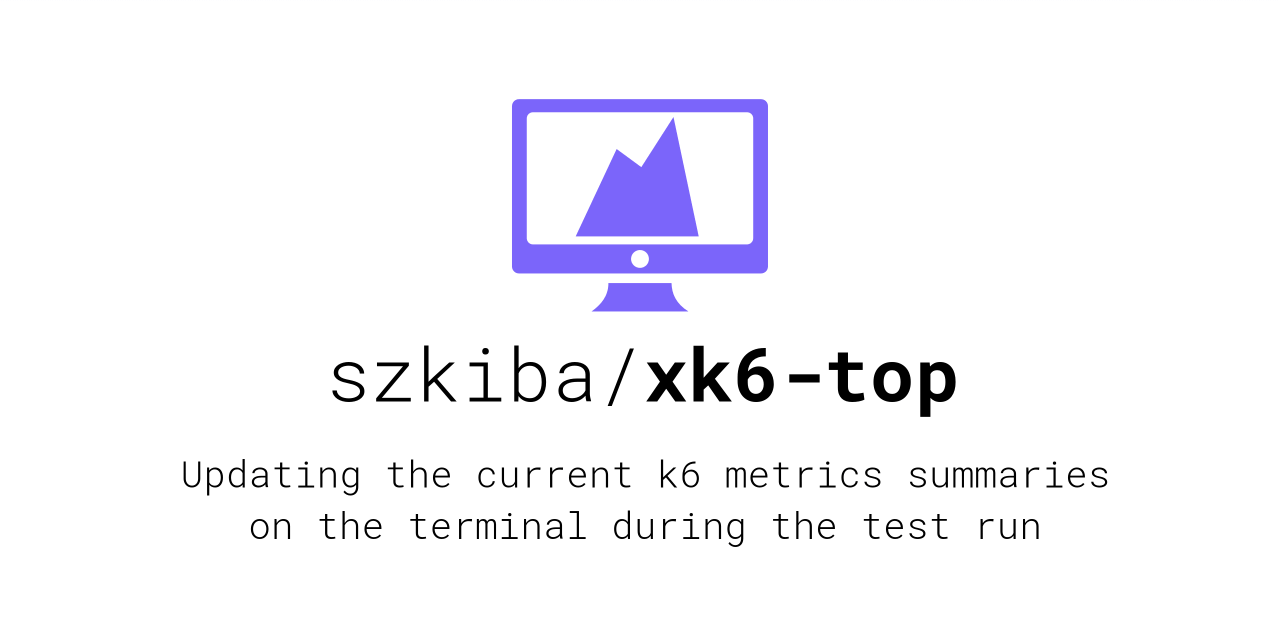 szkiba/xk6-top
Updating the current k6 metrics summaries
on the terminal during the test run